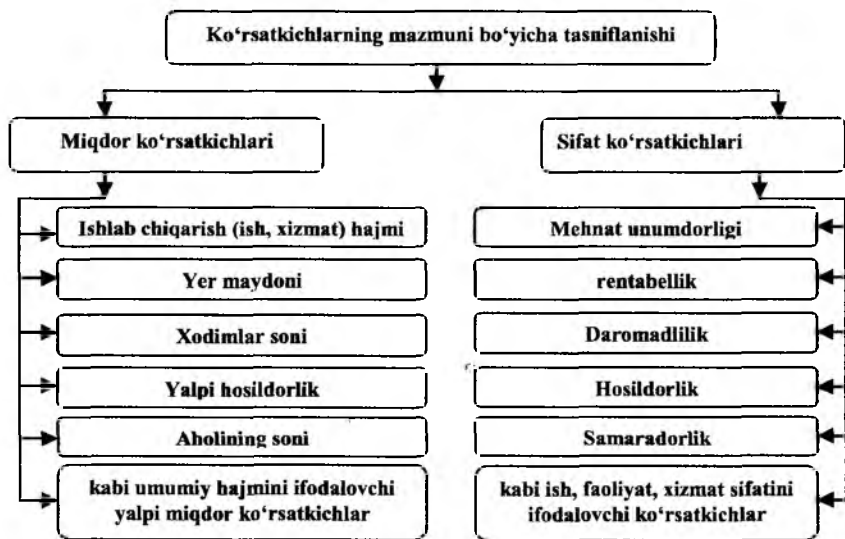 Ko‘rsatkichlarning mazmuni bo‘yicha tasniflanishi
Miqdor ko‘rsatkichlari
Ishlab chiqarish (ish, xizmat) hajmi
Yer maydoni
Xodimlar soni
Yalpi hosildorlik
Aholining soni
kabi umumiy hajmini ifodalovchi
yalpi miqdor ko‘rsatkichlar
Sifat ko‘rsatkichlari
Mehnat unumdorligi
rentabellik
Daromadlilik
Hosildorlik
Samaradorlik
kabi ish, faoliyat, xizmat sifatini
ifodalovchi ko‘rsatkichlar